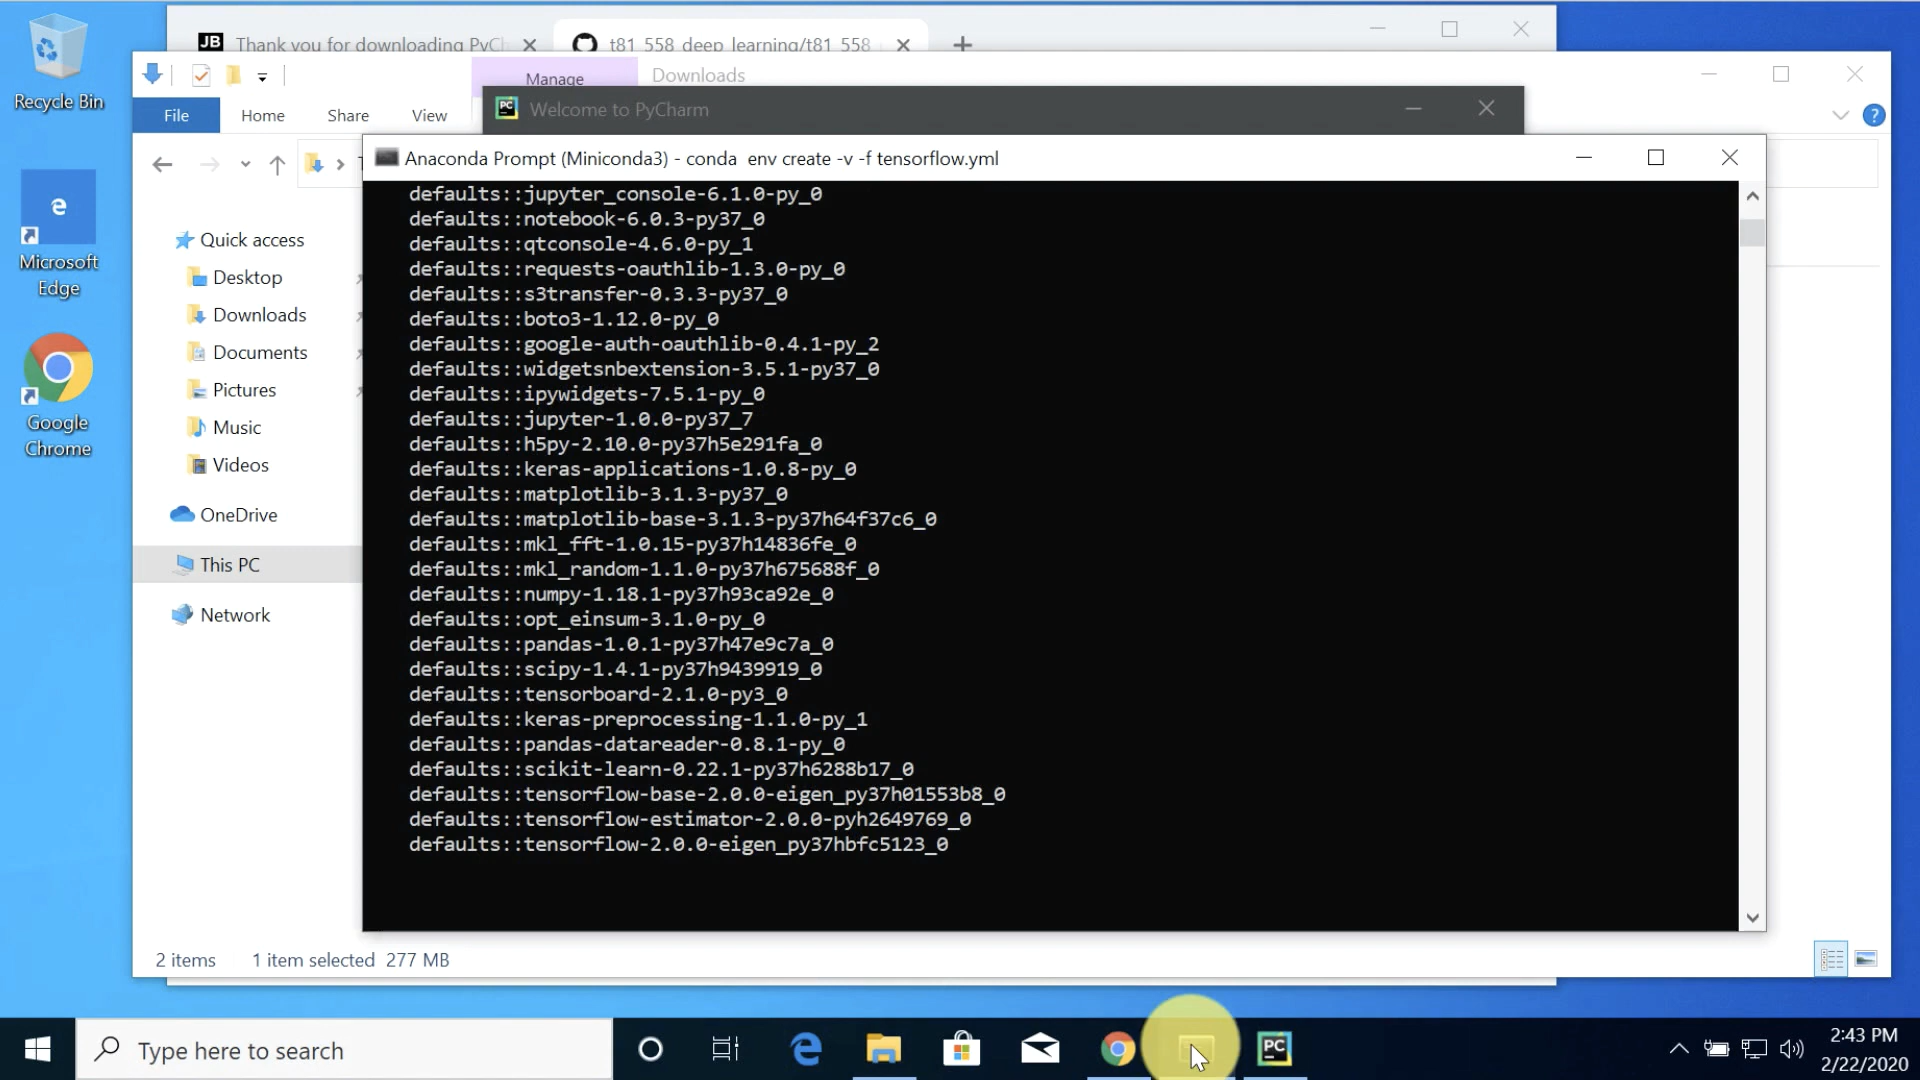 Recycle Bin
Microsoft
Edge
Google
Chrome
JB
Thank you for downloading PyCh
t81_558_deep_learning/t81_558
Manage
Downloads
File
Home
Share
View
Welcome to PyCharm
PC
Anaconda Prompt (Miniconda3) - conda  env create -v -f tensorflow.yml
Quick access
Desktop
Downloads
Documents
Pictures
Music
Videos
OneDrive
This PC
Network
defaults::jupyter_console-6.1.0-py_0
defaults::notebook-6.0.3-py37_0
defaults::qtconsole-4.6.0-py_1
defaults::requests-oauthlib-1.3.0-py_0
defaults::s3transfer-0.3.3-py37_0
defaults::boto3-1.12.0-py_0
defaults::google-auth-oauthlib-0.4.1-py_2
defaults::widgetsnbextension-3.5.1-py37_0
defaults::ipywidgets-7.5.1-py_0
defaults::jupyter-1.0.0-py37_7
defaults::h5py-2.10.0-py37h5e291fa_0
defaults::keras-applications-1.0.8-py_0
defaults::matplotlib-3.1.3-py37_0
defaults::matplotlib-base-3.1.3-py37h64f37c6_0
defaults::mkl_fft-1.0.15-py37h14836fe_0
defaults::mkl_random-1.1.0-py37h675688f_0
defaults::numpy-1.18.1-py37h93ca92e_0
defaults::opt_einsum-3.1.0-py_0
defaults::pandas-1.0.1-py37h47e9c7a_0
defaults::scipy-1.4.1-py37h9439919_0
defaults::tensorboard-2.1.0-py3_0
defaults::keras-preprocessing-1.1.0-py_1
defaults::pandas-datareader-0.8.1-py_0
defaults::scikit-learn-0.22.1-py37h6288b17_0
defaults::tensorflow-base-2.0.0-eigen_py37h01553b8_0
defaults::tensorflow-estimator-2.0.0-pyh2649769_0
defaults::tensorflow-2.0.0-eigen_py37hbfc5123_0
2 items
1 item selected  277 MB
Type here to search
PC
2:43 PM
2/22/2020